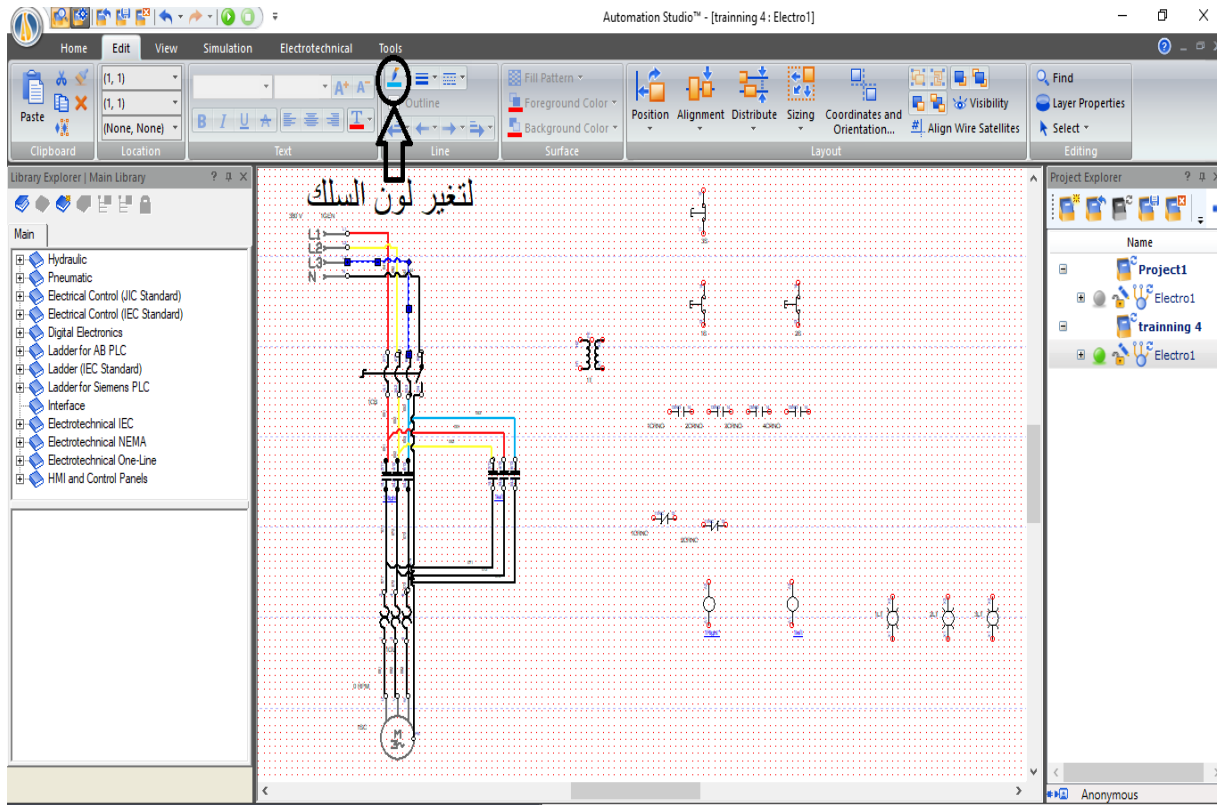 Automation Studio™ - [trainning 4 : Electro1]
Home Edit View Simulation Electrotechnical Tools
Paste
(1, 1)
(1, 1)
(None, None)
A+ A-
B I U A T
Outline
Fill Pattern
Foreground Color
Background Color
Position Alignment Distribute Sizing Coordinates and Orientation...
Visibility
Align Wire Satellites
Find
Layer Properties
Select
Clipboard Location Text Line Surface Layout Editing
Library Explorer | Main Library
Main
Hydraulic
Pneumatic
Electrical Control (JIC Standard)
Electrical Control (IEC Standard)
Digital Electronics
Ladder for AB PLC
Ladder (IEC Standard)
Ladder for Siemens PLC
Interface
Electrotechnical IEC
Electrotechnical NEMA
Electrotechnical One-Line
HMI and Control Panels
لتغير لون السلك
L1
L2
L3
N
M
3~
Project Explorer
Name
Project1
Electro1
trainning 4
Electro1
Anonymous